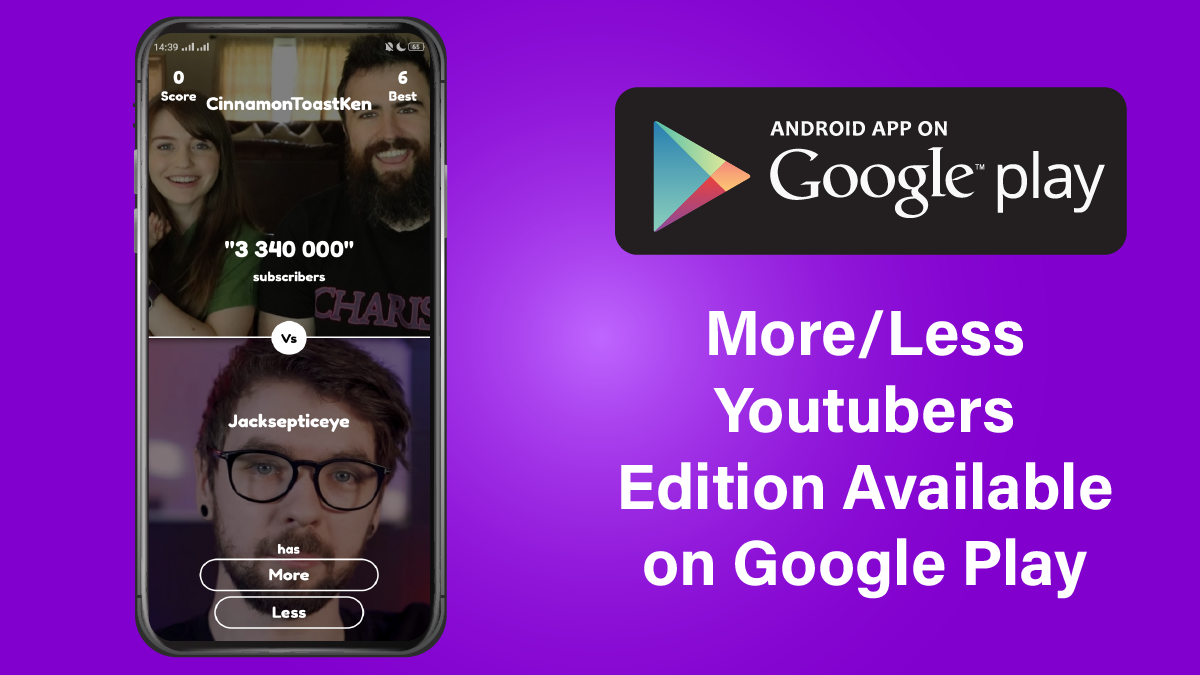 14:39
65
0
Score
6
Best
CinnamonToastKen
"3 340 000"
subscribers
CHARIS
Vs
Jacksepticeye
has
More
Less
ANDROID APP ON
Google™ play
More/Less
Youtubers
Edition Available
on Google Play